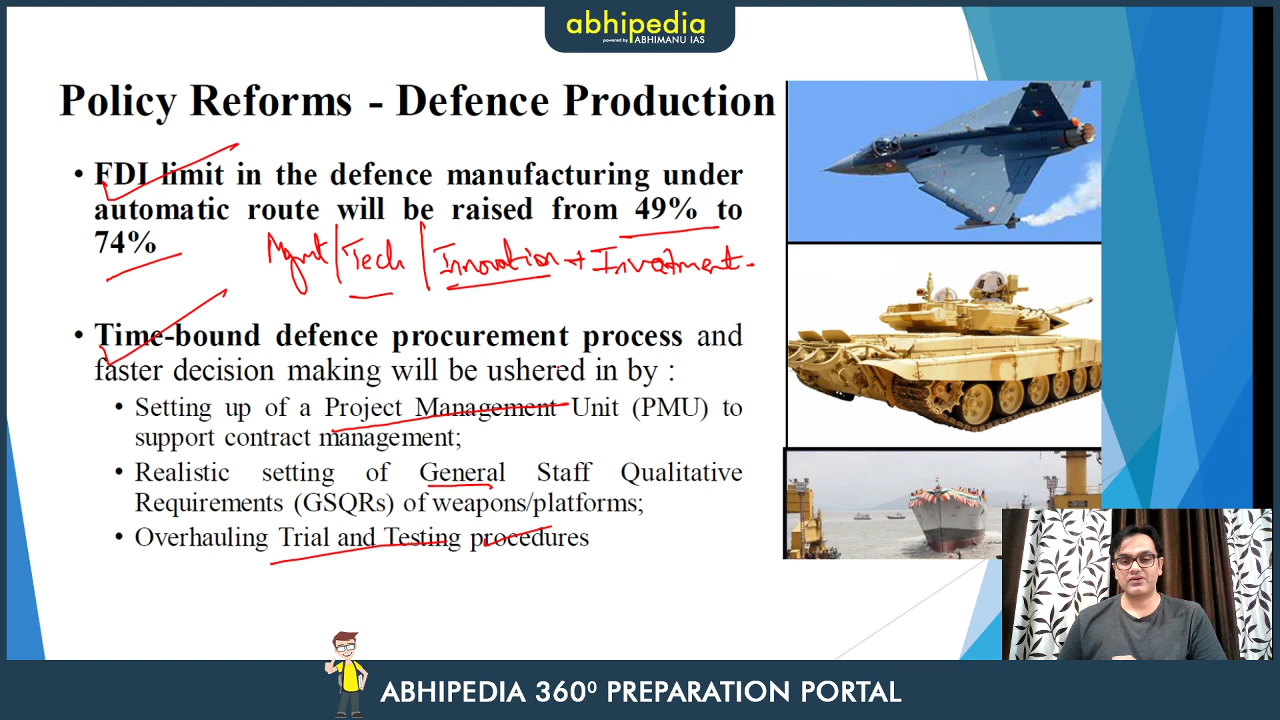 abhipedia
powered by ABHIMANU IAS
Policy Reforms - Defence Production
• FDI limit in the defence manufacturing under
automatic route will be raised from 49% to
74%
Mgmt | Tech | Innovation + Investment.
• Time-bound defence procurement process and
faster decision making will be ushered in by :
• Setting up of a Project Management Unit (PMU) to
support contract management;
• Realistic setting of General Staff Qualitative
Requirements (GSQRs) of weapons/platforms;
• Overhauling Trial and Testing procedures
ABHIPEDIA 360⁰ PREPARATION PORTAL